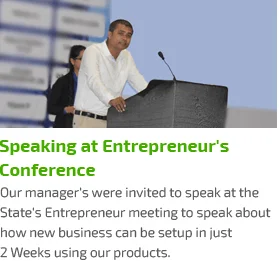 Speaking at Entrepreneur's
Conference
Our manager's were invited to speak at the
State's Entrepreneur meeting to speak about
how new business can be setup in just
2 Weeks using our products.